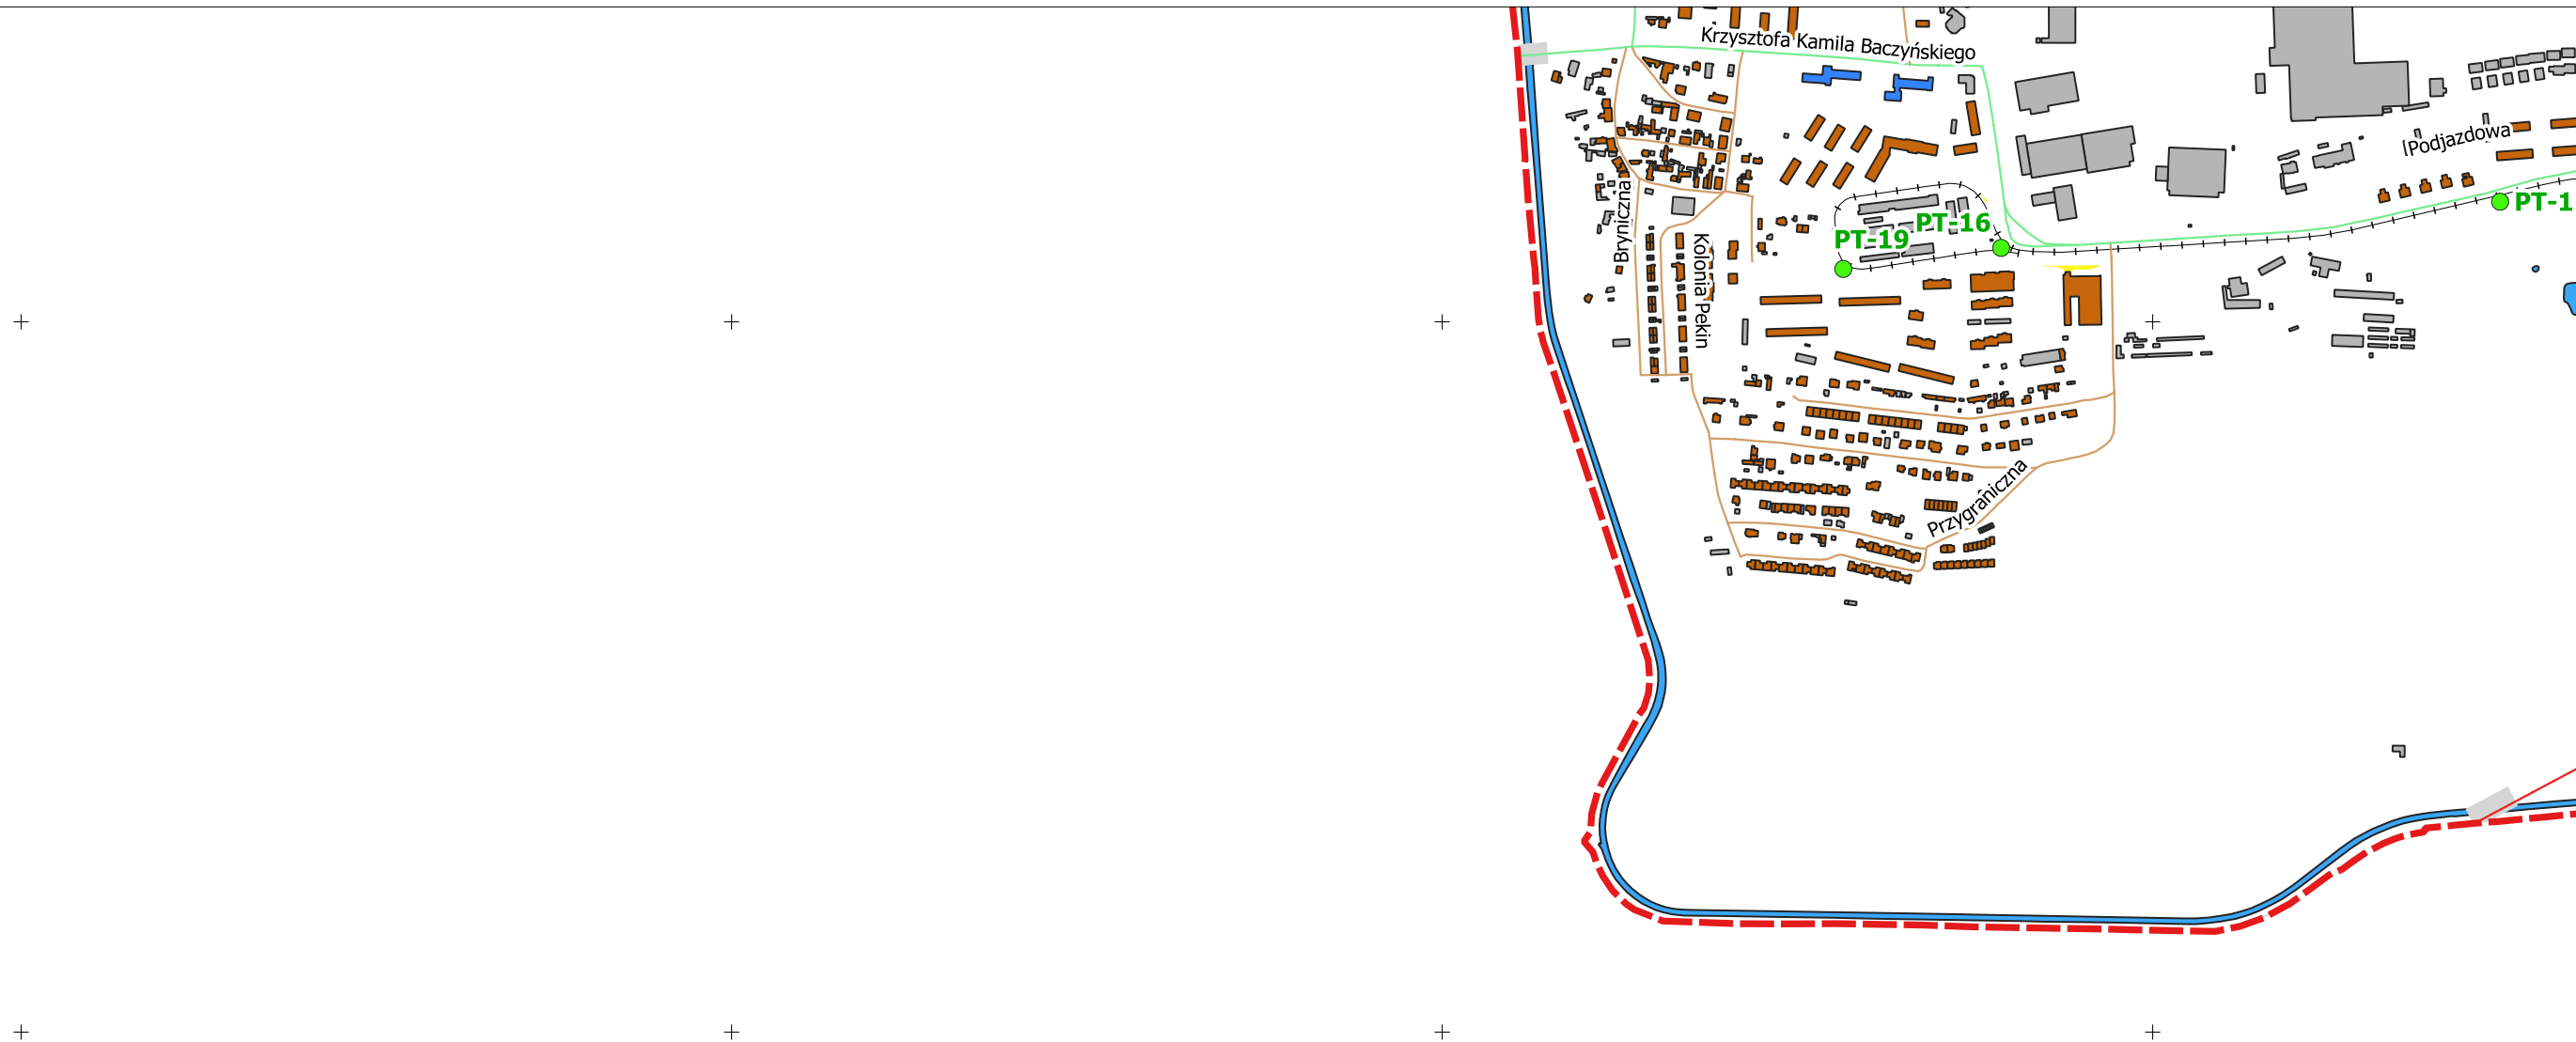 Krzysztofa Kamila Baczyńskiego
Podjazdowa
PT-1
PT-16
PT-19
Bryniczna
Kolonia Pekin
Przygraniczna